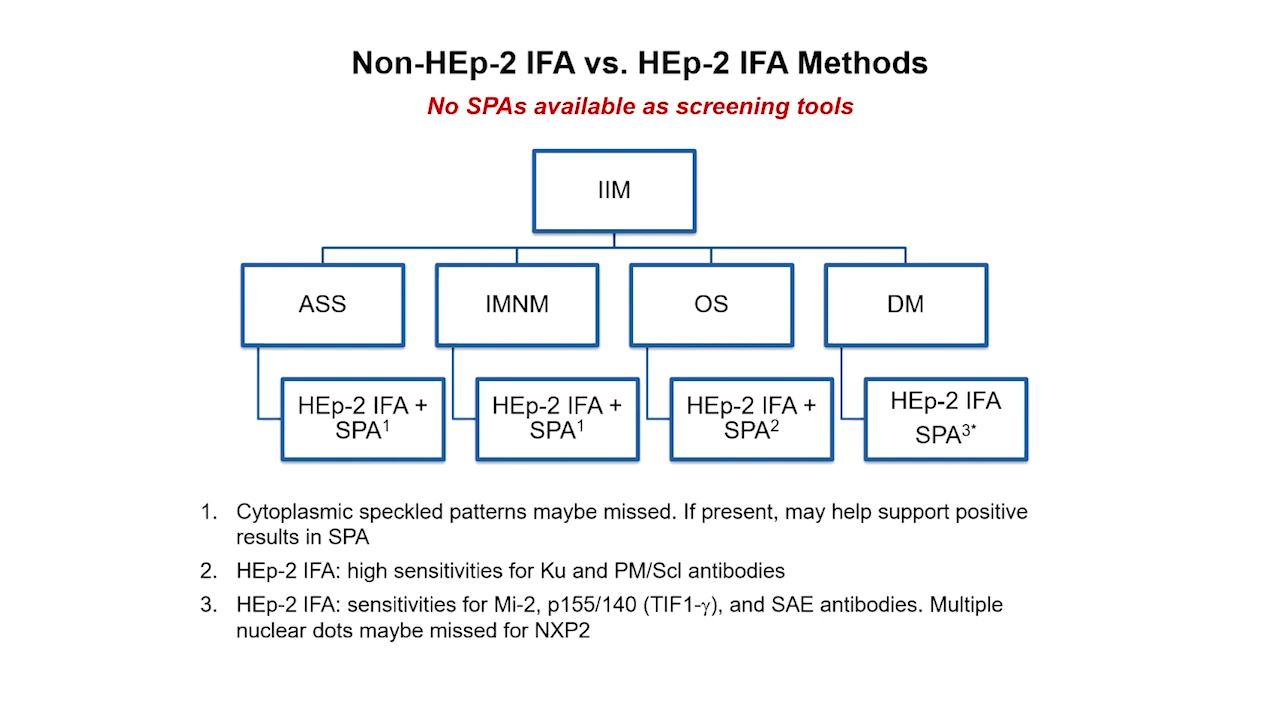 Non-HEp-2 IFA vs. HEp-2 IFA Methods
No SPAs available as screening tools
IIM
ASS
IMNM
OS
DM
HEp-2 IFA +
SPA1
HEp-2 IFA +
SPA1
HEp-2 IFA +
SPA2
HEp-2 IFA
SPA3*
1. Cytoplasmic speckled patterns maybe missed. If present, may help support positive
results in SPA
2. HEp-2 IFA: high sensitivities for Ku and PM/Scl antibodies
3. HEp-2 IFA: sensitivities for Mi-2, p155/140 (TIF1-γ), and SAE antibodies. Multiple
nuclear dots maybe missed for NXP2